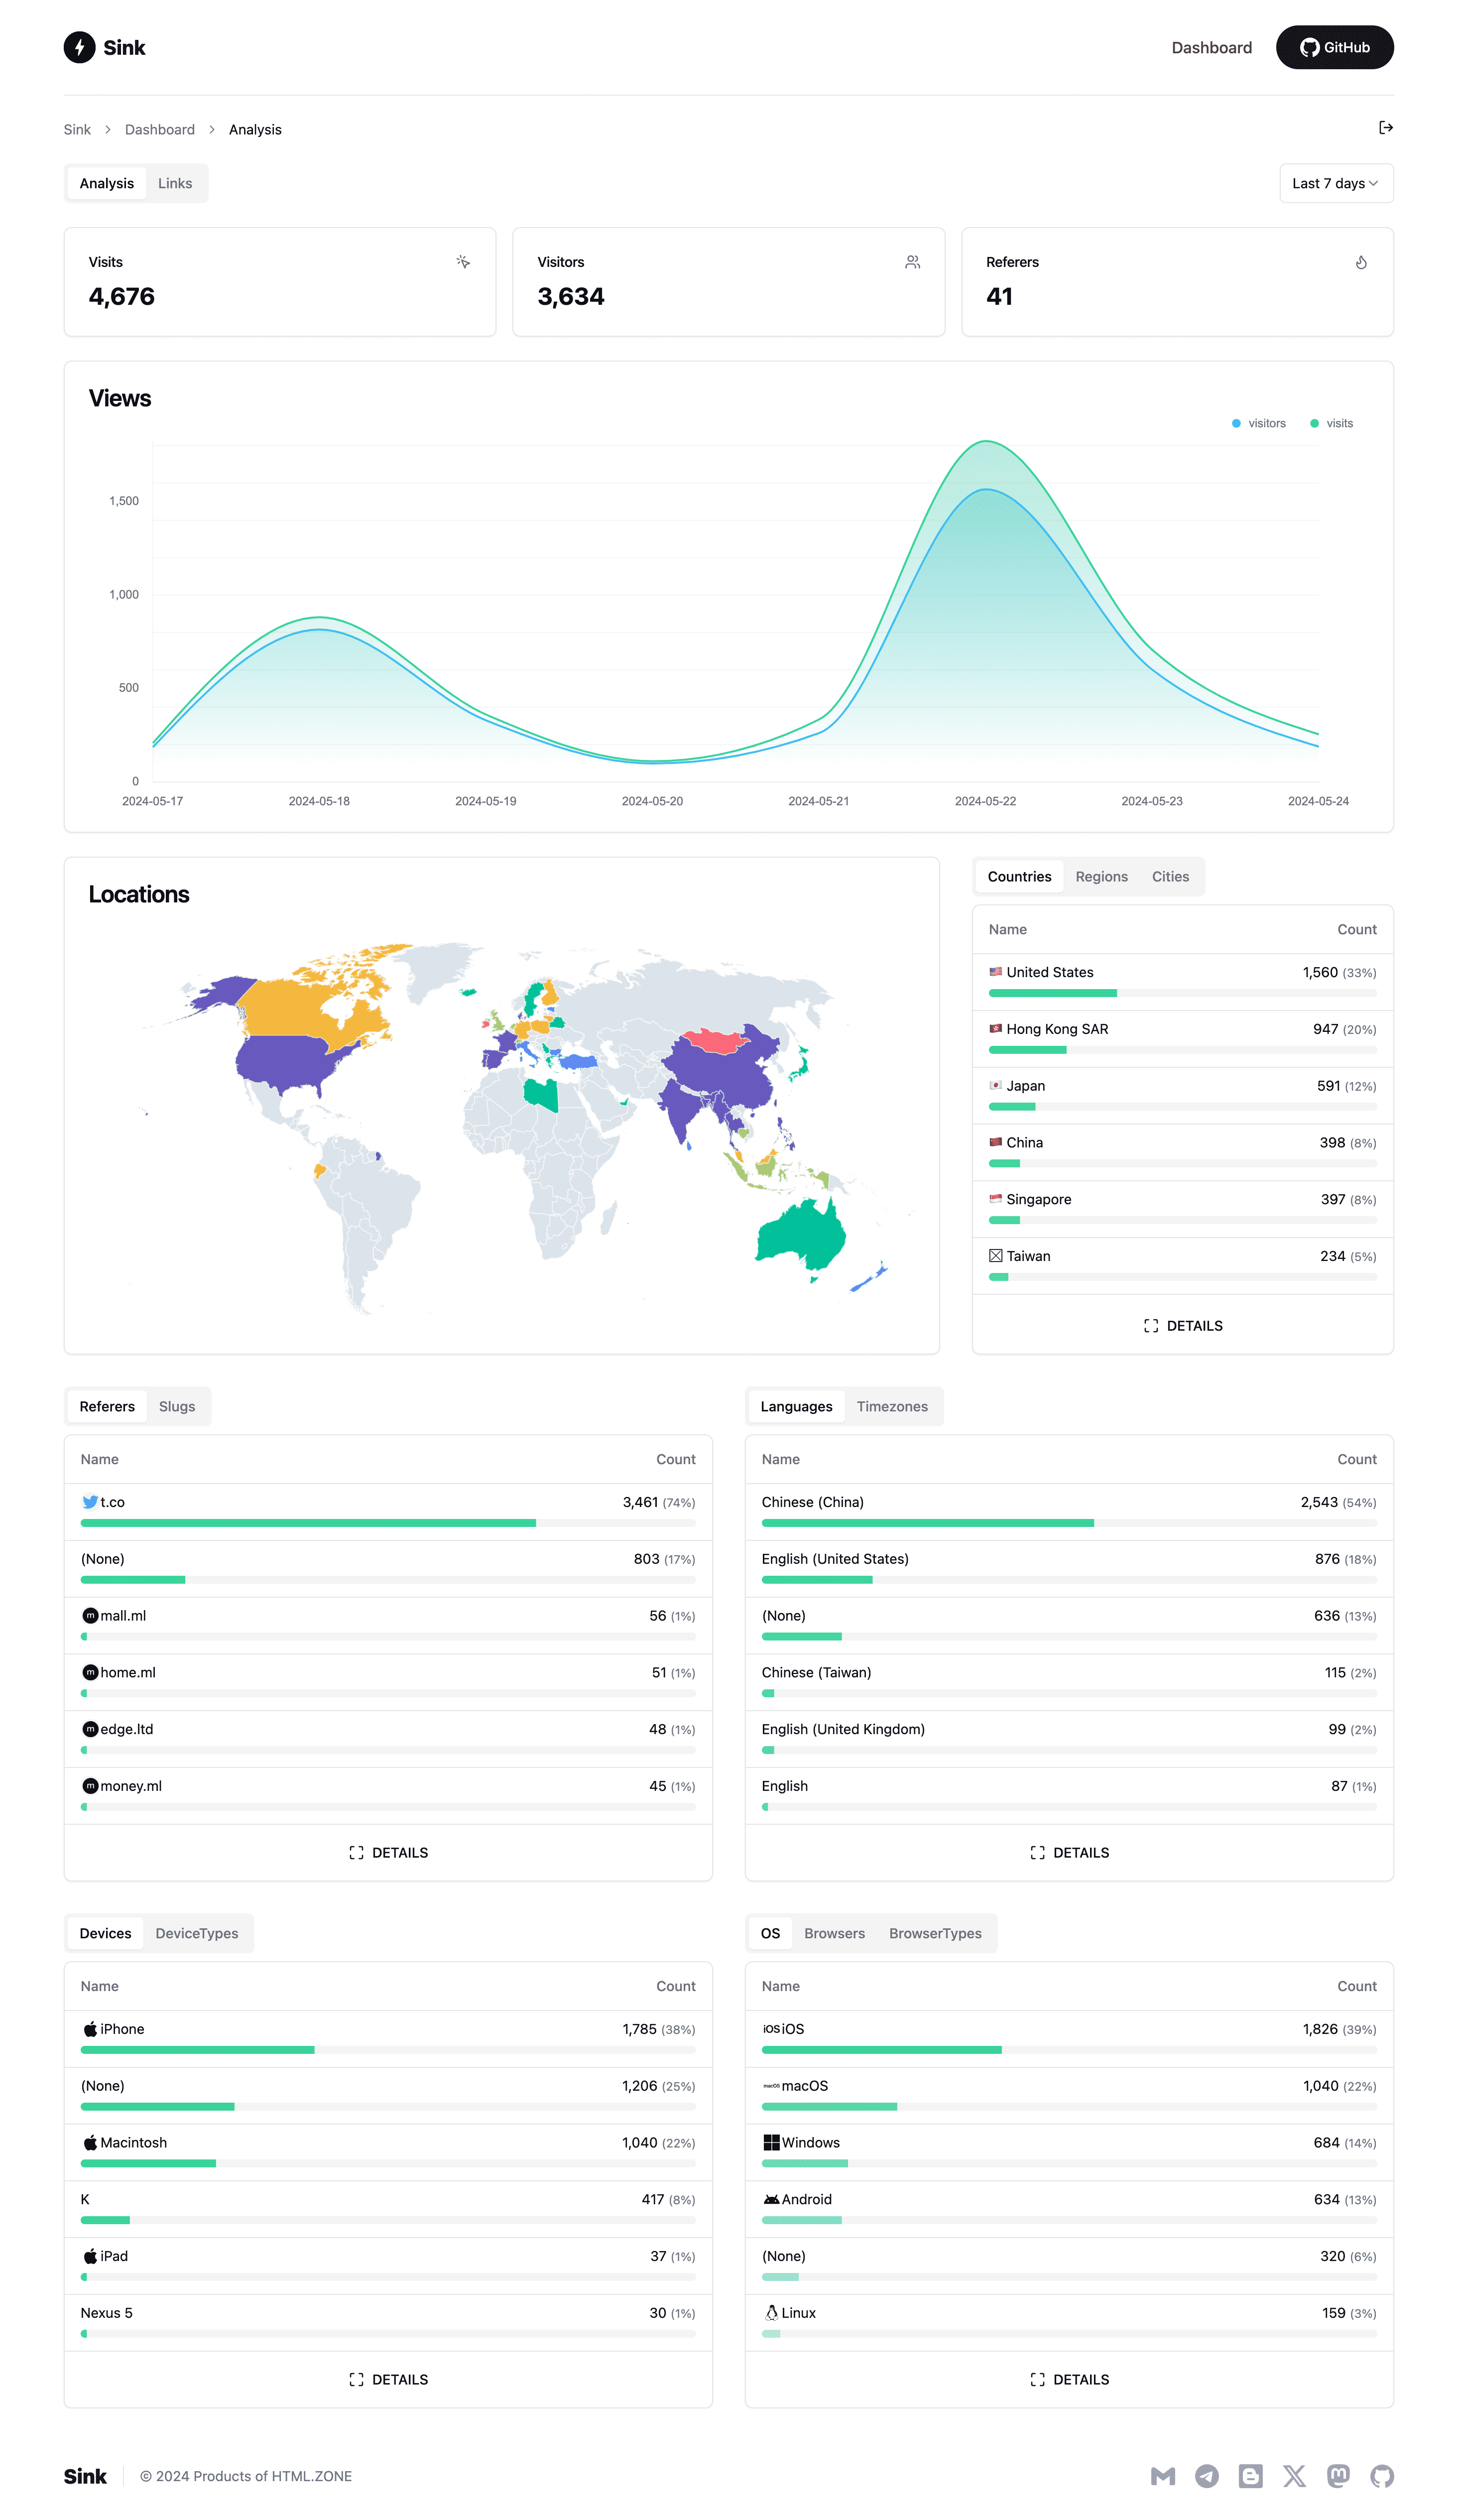 Sink
Dashboard
GitHub
Sink > Dashboard > Analysis
Analysis Links
Last 7 days
Visits
4,676
Visitors
3,634
Referers
41
Views
visitors visits
1,500
1,000
500
0
2024-05-17 2024-05-18 2024-05-19 2024-05-20 2024-05-21 2024-05-22 2024-05-23 2024-05-24
Locations
Countries Regions Cities
Name Count
United States 1,560 (33%)
Hong Kong SAR 947 (20%)
Japan 591 (12%)
China 398 (8%)
Singapore 397 (8%)
Taiwan 234 (5%)
DETAILS
Referers Slugs
Name Count
t.co 3,461 (74%)
(None) 803 (17%)
m mall.ml 56 (1%)
m home.ml 51 (1%)
m edge.ltd 48 (1%)
m money.ml 45 (1%)
DETAILS
Languages Timezones
Name Count
Chinese (China) 2,543 (54%)
English (United States) 876 (18%)
(None) 636 (13%)
Chinese (Taiwan) 115 (2%)
English (United Kingdom) 99 (2%)
English 87 (1%)
DETAILS
Devices DeviceTypes
Name Count
iPhone 1,785 (38%)
(None) 1,206 (25%)
Macintosh 1,040 (22%)
K 417 (8%)
iPad 37 (1%)
Nexus 5 30 (1%)
DETAILS
OS Browsers BrowserTypes
Name Count
iOS iOS 1,826 (39%)
macOS macOS 1,040 (22%)
Windows 684 (14%)
Android 634 (13%)
(None) 320 (6%)
Linux 159 (3%)
DETAILS
Sink
© 2024 Products of HTML.ZONE